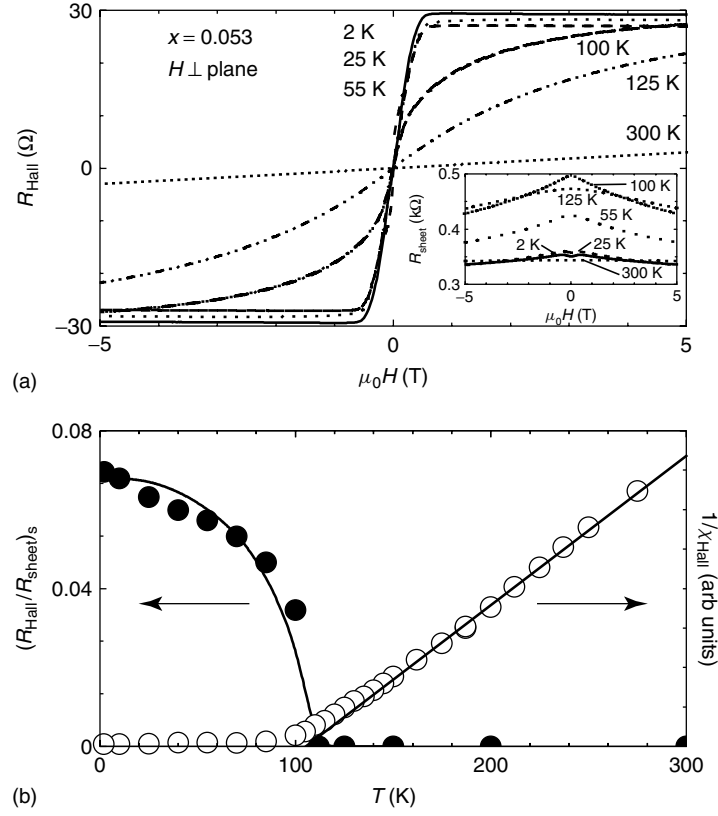 30
x = 0.053
H ⊥ plane
2 K
25 K
55 K
100 K
125 K
300 K
R_Hall (Ω)
0
−30
−5
0
5
μ₀H (T)
0.5
0.4
0.3
R_sheet (kΩ)
100 K
125 K
55 K
2 K
25 K
300 K
−5
0
5
μ₀H (T)
(a)
0.08
0.04
0
(R_Hall/R_sheet)_s
1/χ_Hall (arb units)
0
100
200
300
T (K)
(b)